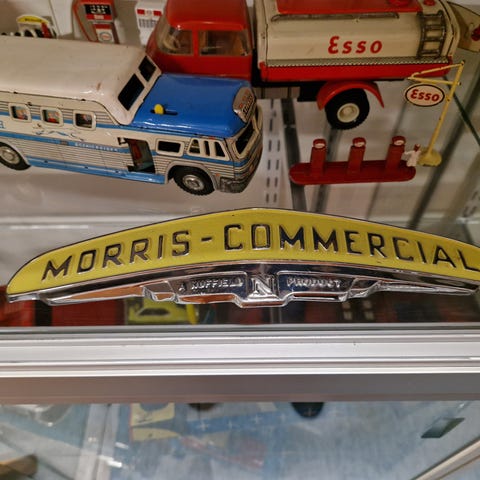 Esso
Esso
MORRIS-COMMERCIAL
A NUFFIELD N PRODUCT